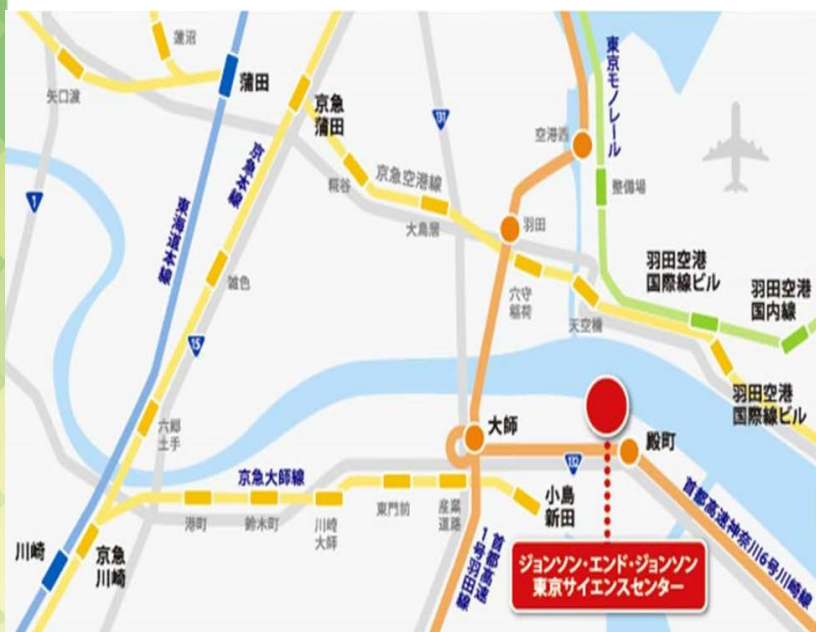 蓮沼
矢口渡
蒲田
京急
蒲田
131
東京モノレール
空港西
整備場
京急本線
京急空港線
糀谷
大鳥居
羽田
1
東海道本線
雑色
穴守
稲荷
天空橋
羽田空港
国際線ビル
羽田空港
国内線
15
羽田空港
国際線ビル
六郷
土手
大師
殿町
132
京急大師線
港町
鈴木町
川崎
大師
東門前
産業
道路
小島
新田
川崎
京急
川崎
首都高速
1号羽田線
首都高速神奈川6号川崎線
ジョンソン・エンド・ジョンソン
東京サイエンスセンター